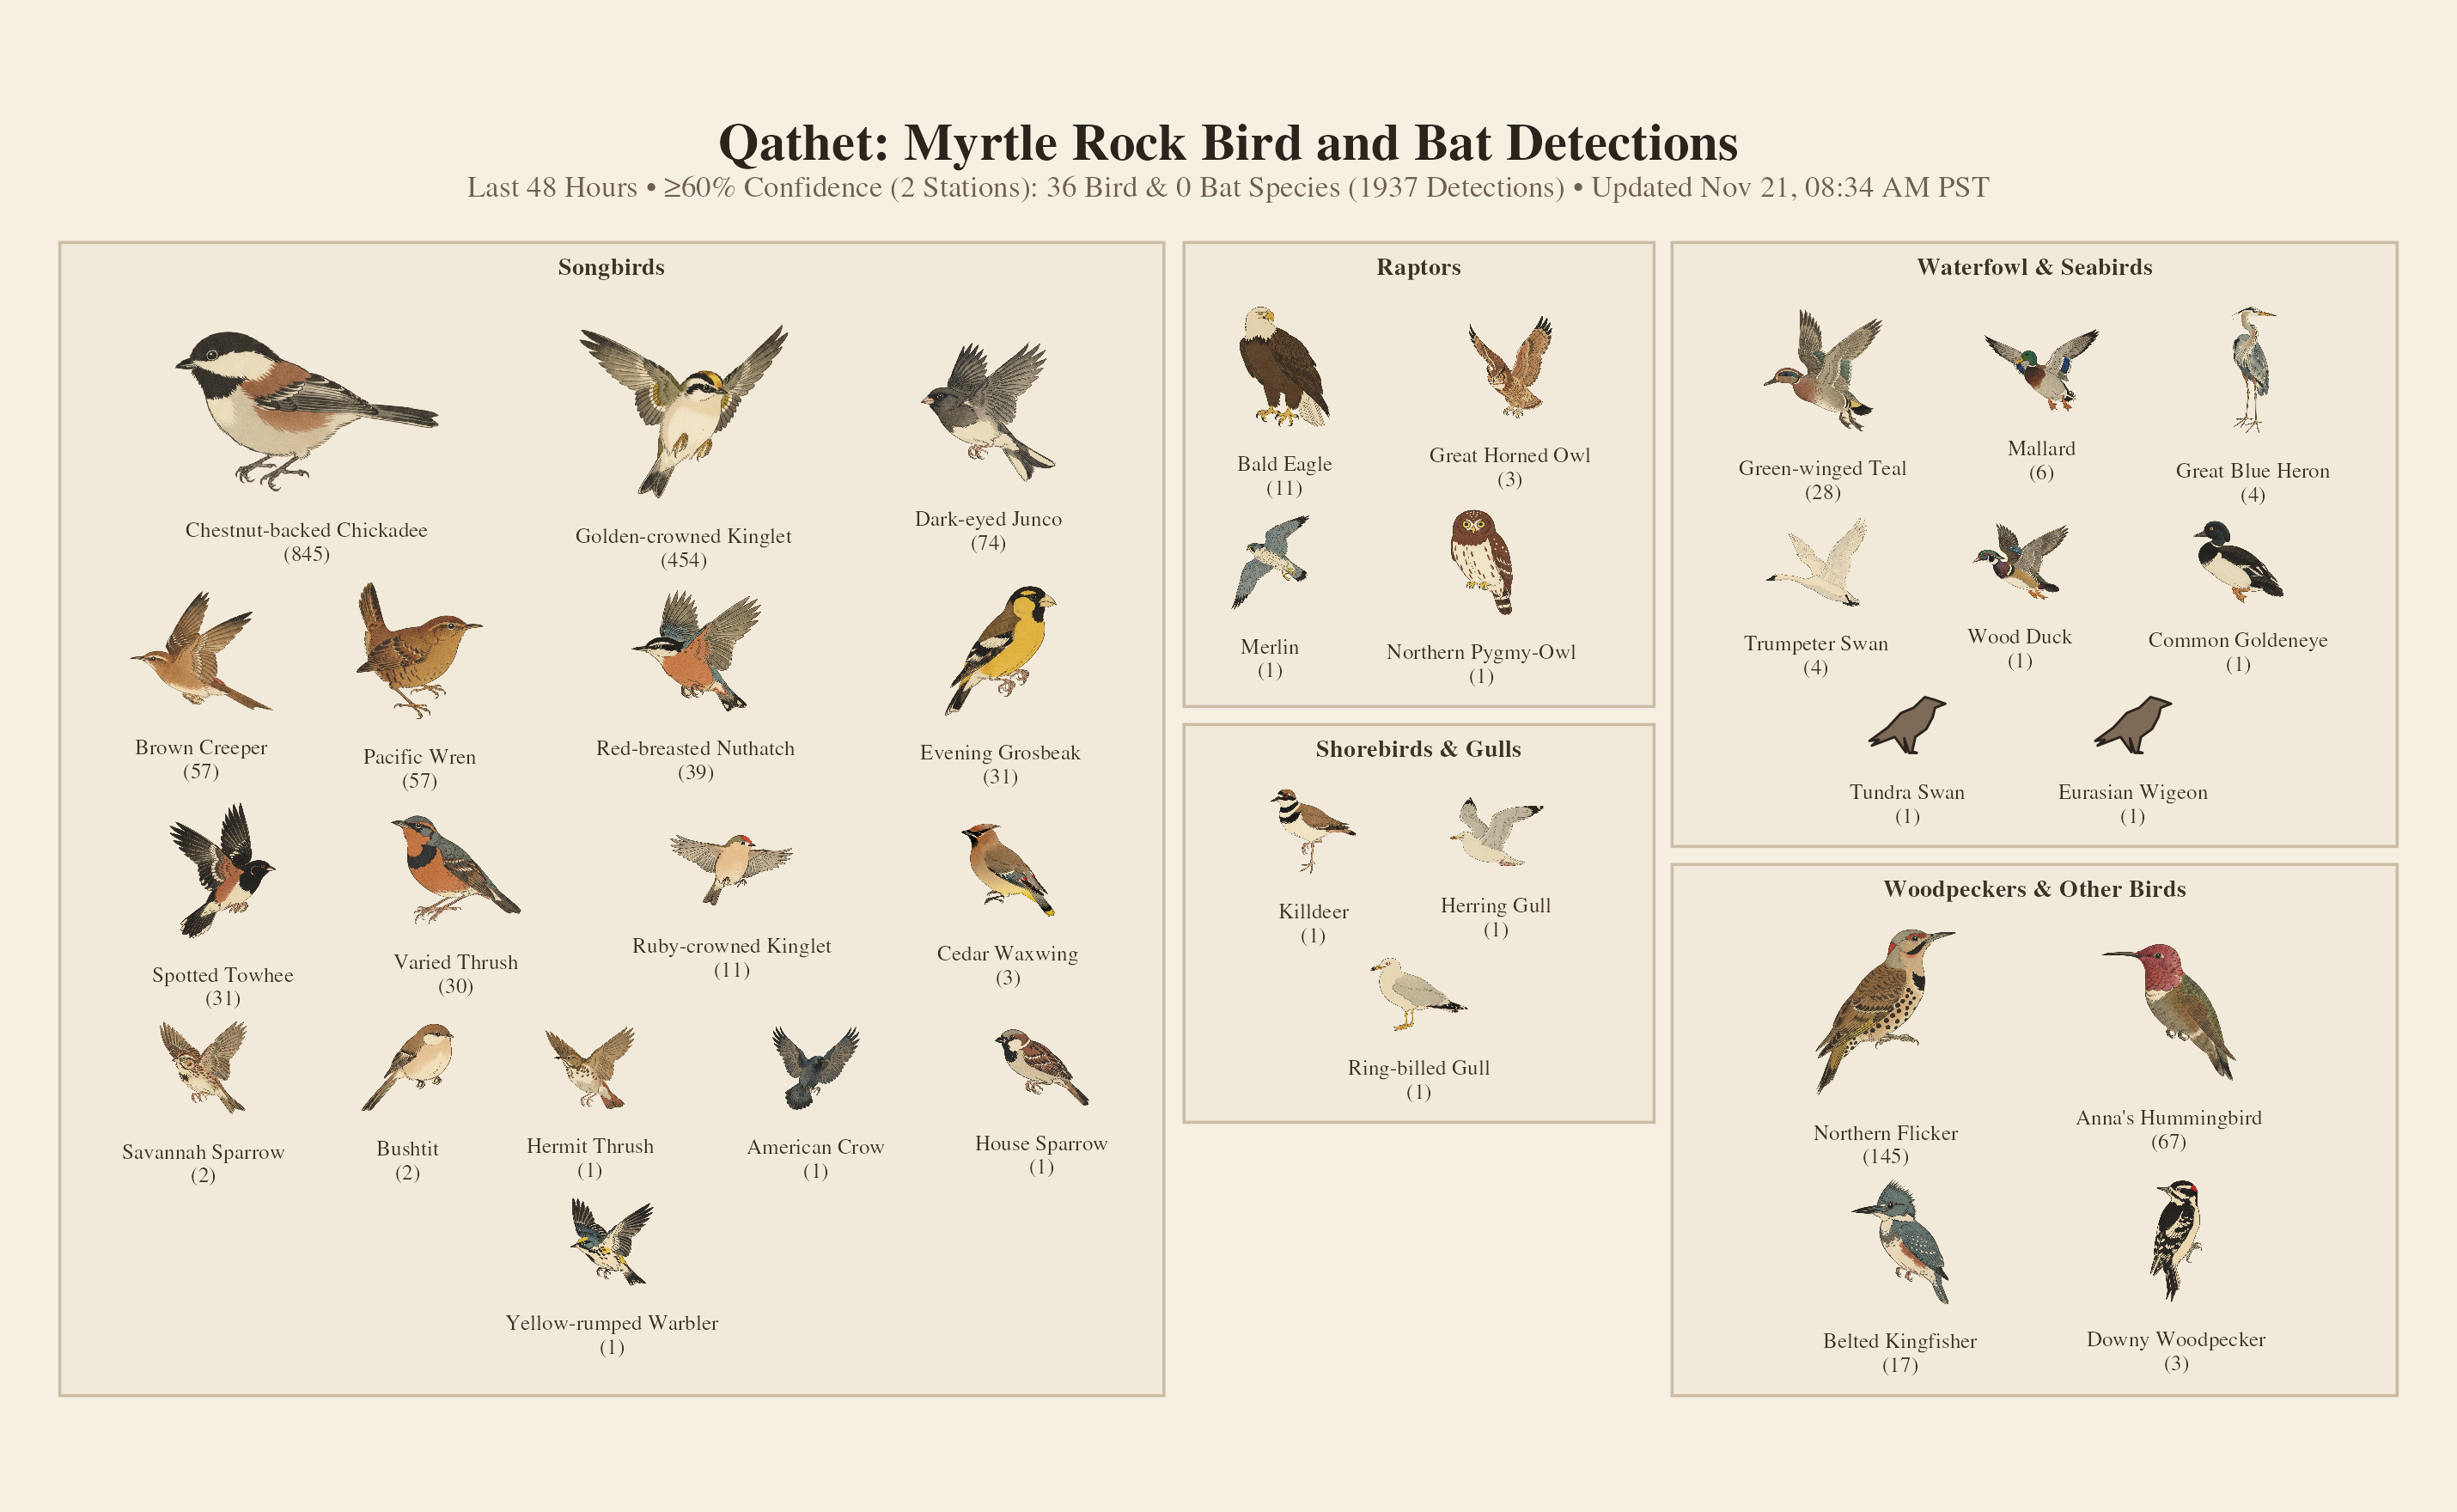 Qathet: Myrtle Rock Bird and Bat Detections
Last 48 Hours • ≥60% Confidence (2 Stations): 36 Bird & 0 Bat Species (1937 Detections) • Updated Nov 21, 08:34 AM PST
Songbirds
Chestnut-backed Chickadee
(845)
Golden-crowned Kinglet
(454)
Dark-eyed Junco
(74)
Brown Creeper
(57)
Pacific Wren
(57)
Red-breasted Nuthatch
(39)
Evening Grosbeak
(31)
Spotted Towhee
(31)
Varied Thrush
(30)
Ruby-crowned Kinglet
(11)
Cedar Waxwing
(3)
Savannah Sparrow
(2)
Bushtit
(2)
Hermit Thrush
(1)
American Crow
(1)
House Sparrow
(1)
Yellow-rumped Warbler
(1)
Raptors
Bald Eagle
(11)
Great Horned Owl
(3)
Merlin
(1)
Northern Pygmy-Owl
(1)
Shorebirds & Gulls
Killdeer
(1)
Herring Gull
(1)
Ring-billed Gull
(1)
Waterfowl & Seabirds
Green-winged Teal
(28)
Mallard
(6)
Great Blue Heron
(4)
Trumpeter Swan
(4)
Wood Duck
(1)
Common Goldeneye
(1)
Tundra Swan
(1)
Eurasian Wigeon
(1)
Woodpeckers & Other Birds
Northern Flicker
(145)
Anna's Hummingbird
(67)
Belted Kingfisher
(17)
Downy Woodpecker
(3)